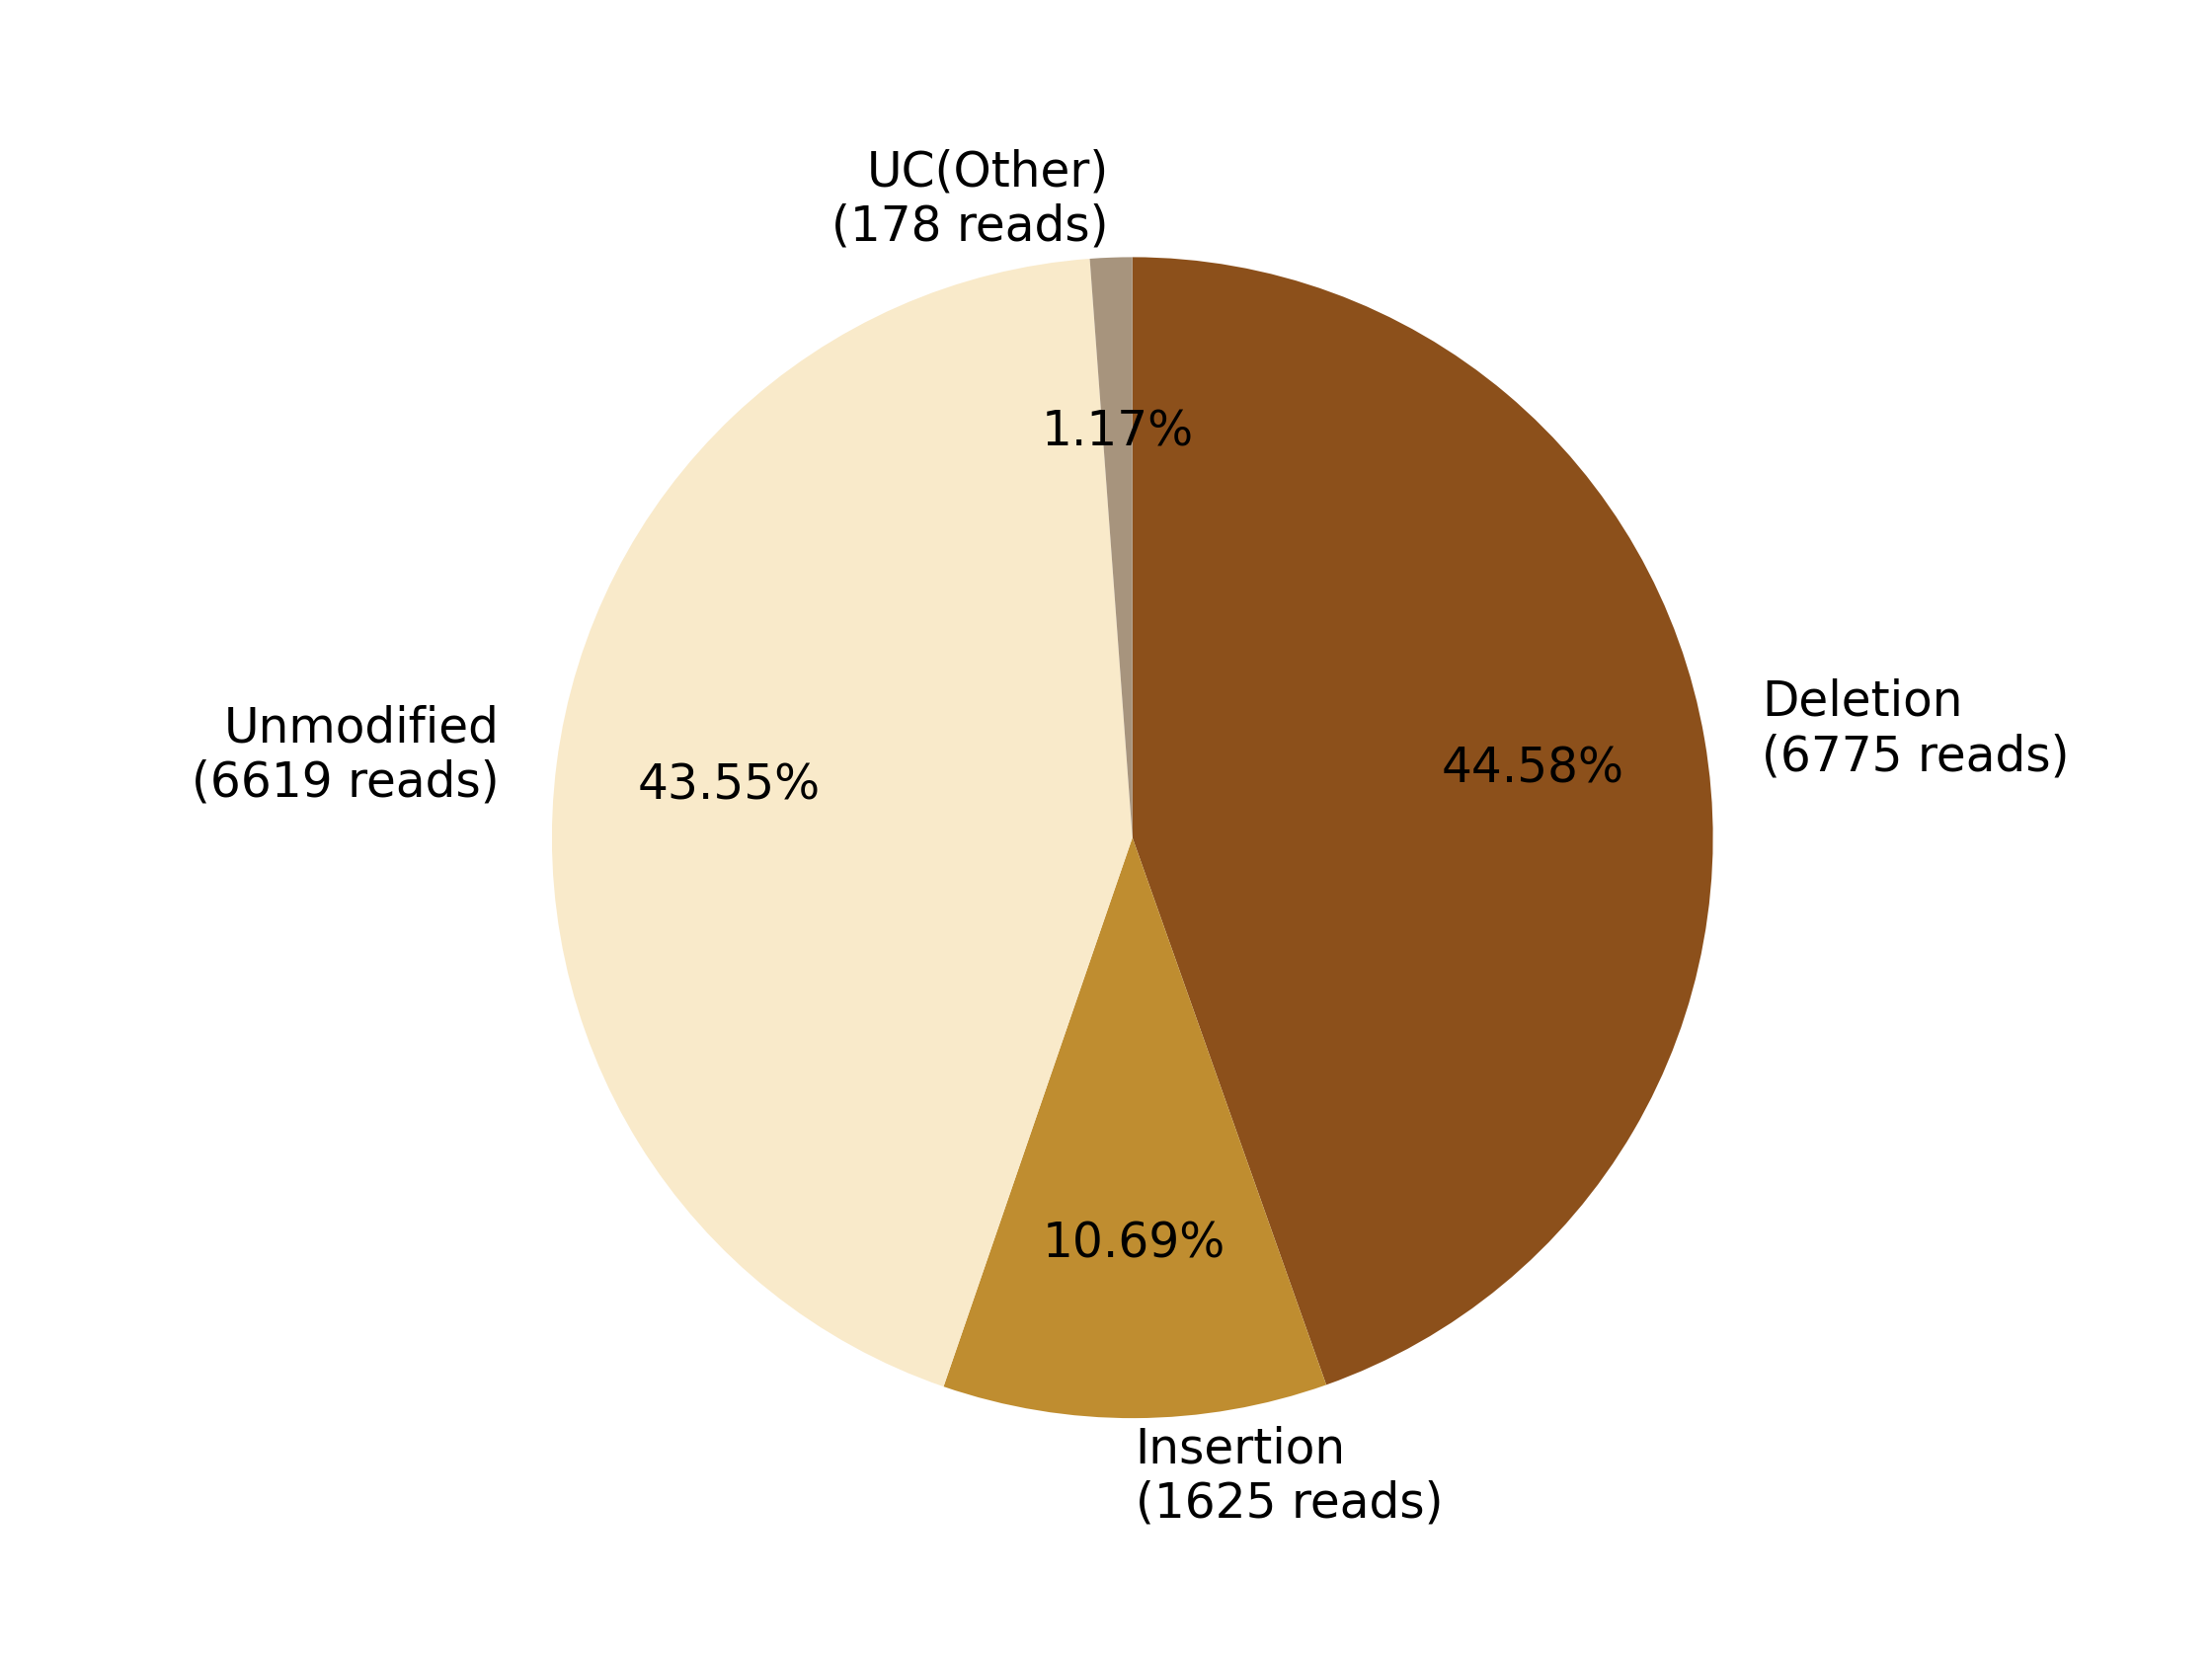 UC(Other)
(178 reads)
1.17%
Deletion
(6775 reads)
44.58%
Unmodified
(6619 reads)
43.55%
10.69%
Insertion
(1625 reads)